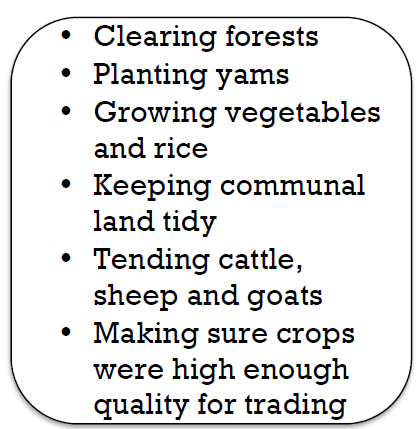 • Clearing forests
• Planting yams
• Growing vegetables
and rice
• Keeping communal
land tidy
• Tending cattle,
sheep and goats
• Making sure crops
were high enough
quality for trading